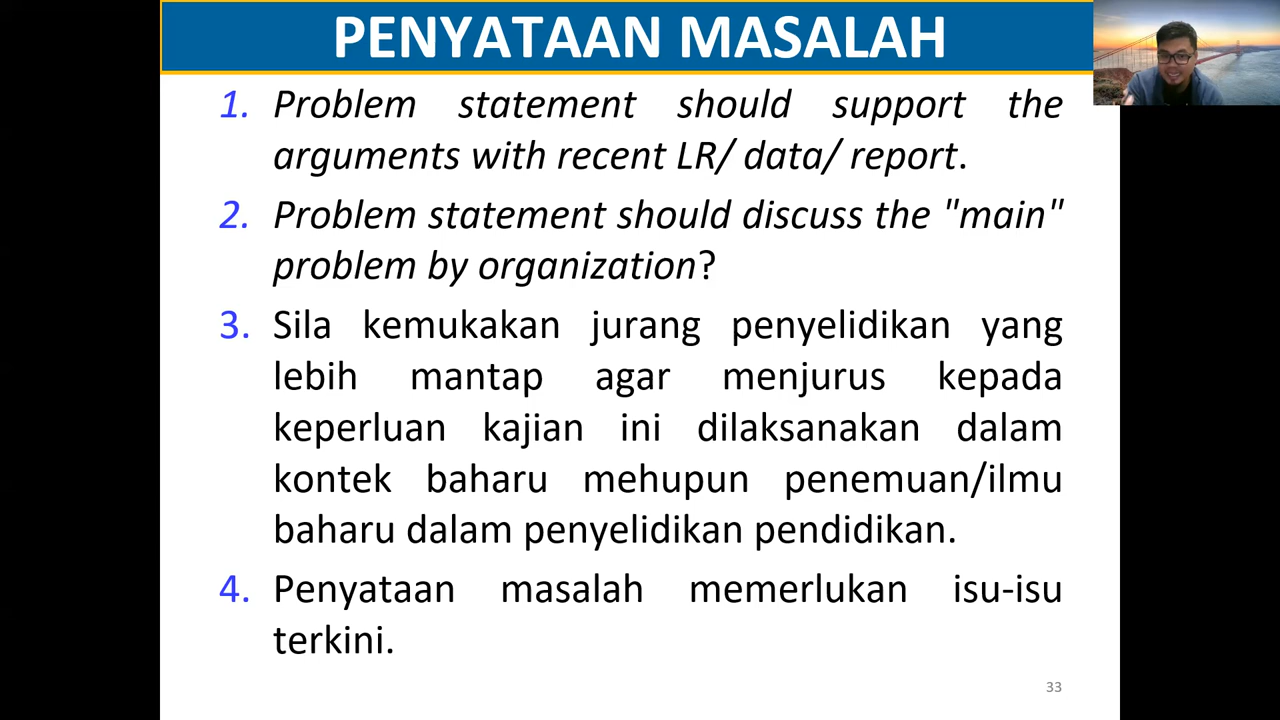 PENYATAAN MASALAH
1. Problem statement should support the
arguments with recent LR/ data/ report.
2. Problem statement should discuss the "main"
problem by organization?
3. Sila kemukakan jurang penyelidikan yang
lebih mantap agar menjurus kepada
keperluan kajian ini dilaksanakan dalam
kontek baharu mehupun penemuan/ilmu
baharu dalam penyelidikan pendidikan.
4. Penyataan masalah memerlukan isu-isu
terkini.
33